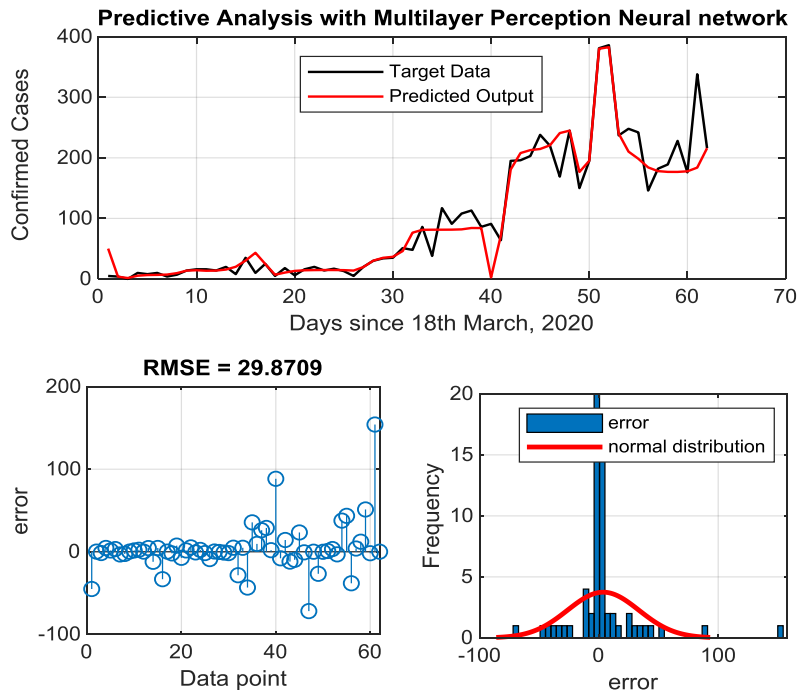 Predictive Analysis with Multilayer Perception Neural network
400
300
200
100
0
Confirmed Cases
Target Data
Predicted Output
0 10 20 30 40 50 60 70
Days since 18th March, 2020
RMSE = 29.8709
200
100
0
-100
error
0 20 40 60
Data point
20
15
10
5
0
Frequency
error
normal distribution
-100 0 100
error